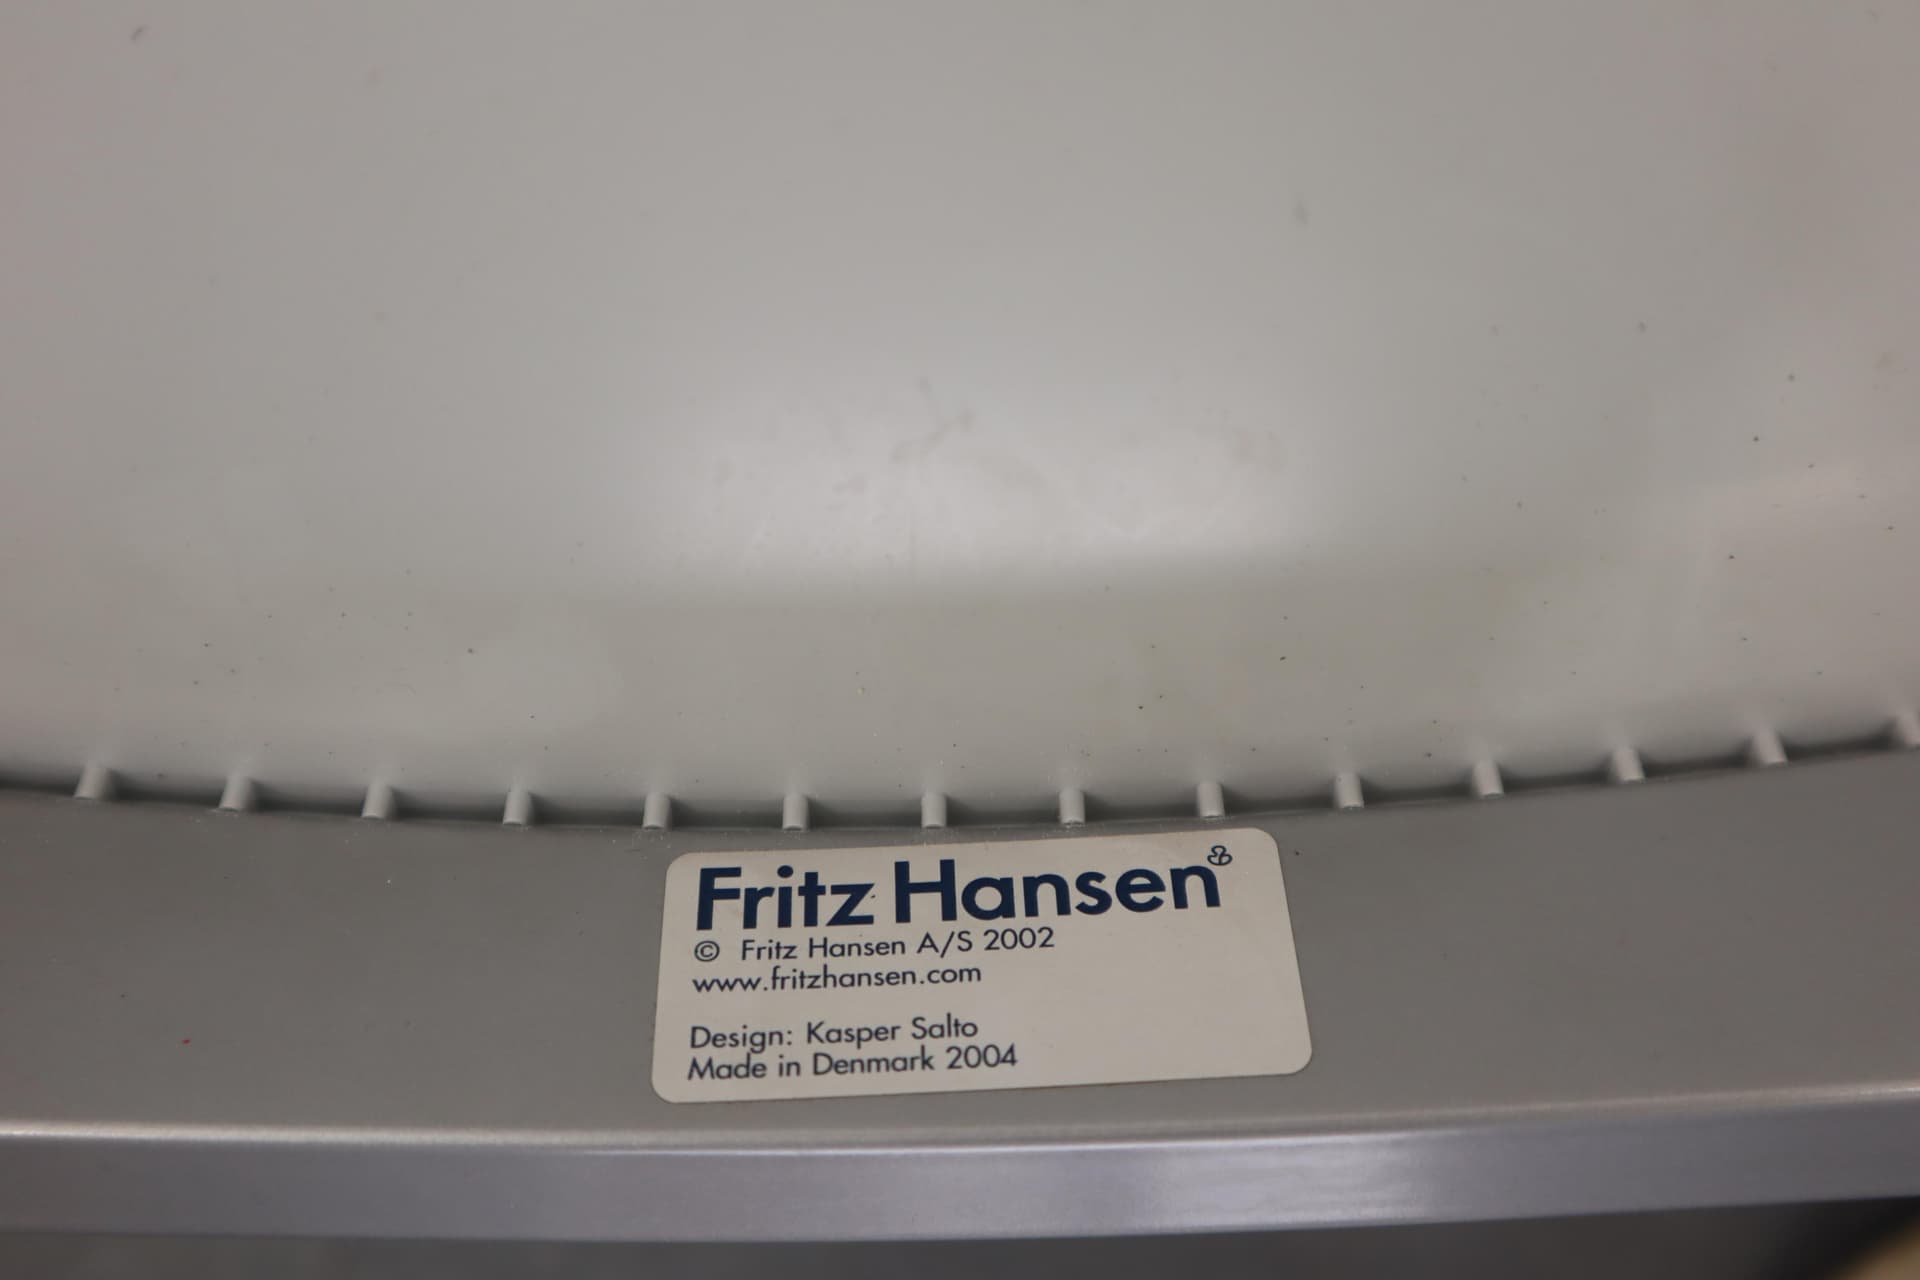 Fritz Hansen
© Fritz Hansen A/S 2002
www.fritzhansen.com
Design: Kasper Salto
Made in Denmark 2004